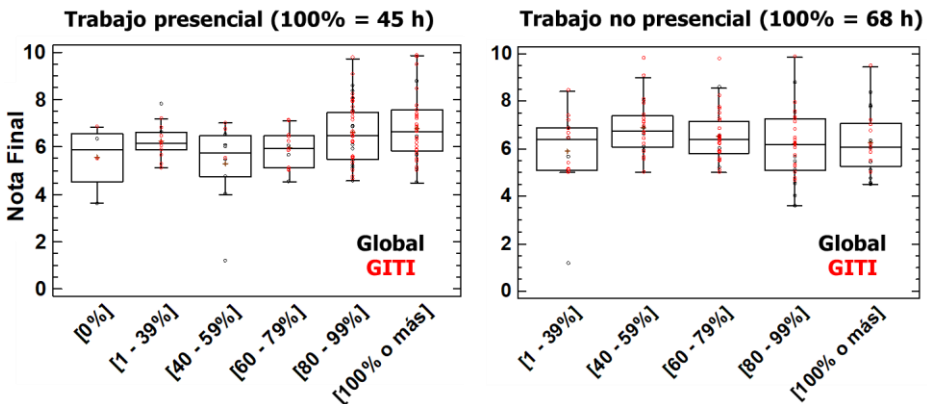 Trabajo presencial (100% = 45 h)
Nota Final
10
8
6
4
2
0
Global
GITI
[0%]
[1 - 39%]
[40 - 59%]
[60 - 79%]
[80 - 99%]
[100% o más]
Trabajo no presencial (100% = 68 h)
10
8
6
4
2
0
Global
GITI
[1 - 39%]
[40 - 59%]
[60 - 79%]
[80 - 99%]
[100% o más]